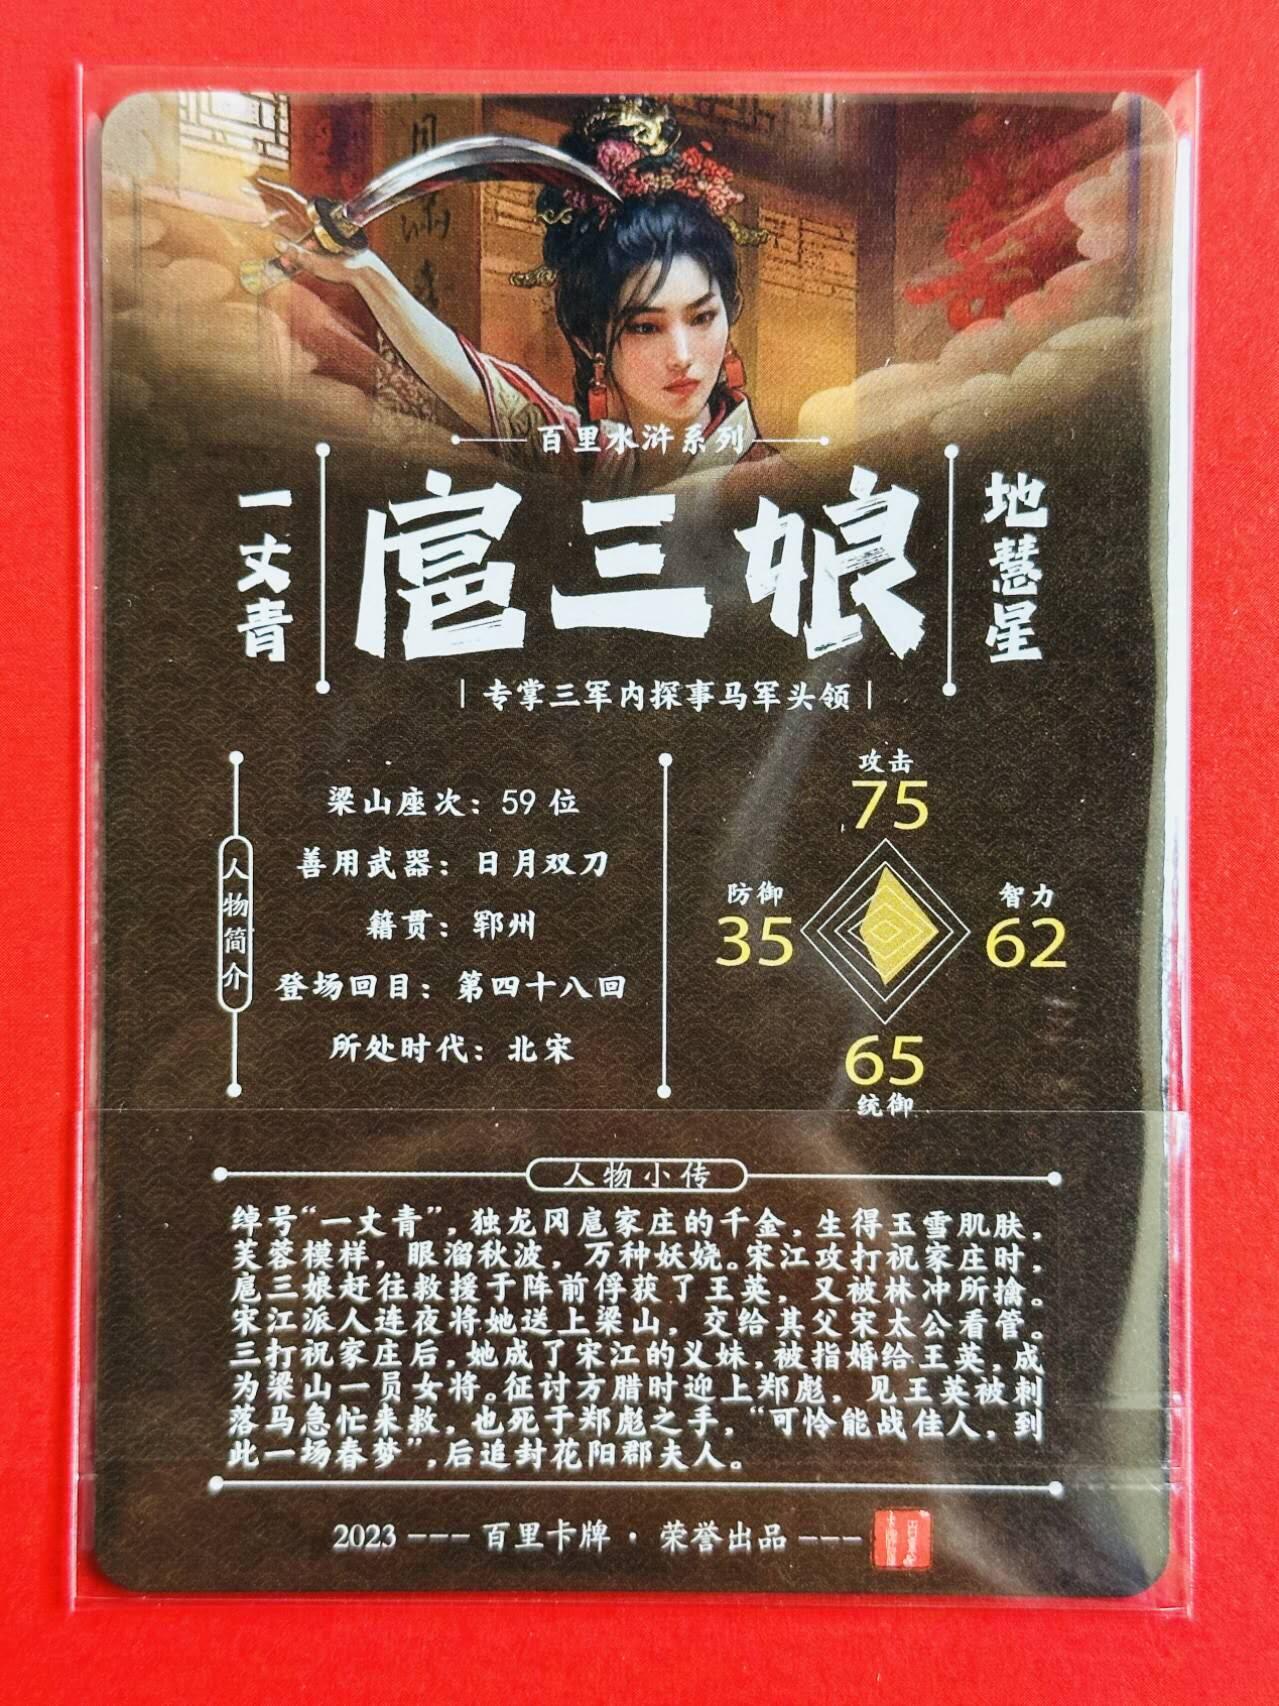 百里水浒系列
一丈青
扈三娘
地慧星
专掌三军内探事马军头领
人物简介
梁山座次：59 位
善用武器：日月双刀
籍贯：郓州
登场回目：第四十八回
所处时代：北宋
攻击
75
防御
35
智力
62
65
统御
人物小传
绰号“一丈青”，独龙冈扈家庄的千金，生得玉雪肌肤，
芙蓉模样，眼溜秋波，万种妖娆。宋江攻打祝家庄时，
扈三娘赶往救援于阵前俘获了王英，又被林冲所擒。
宋江派人连夜将她送上梁山，交给其父宋太公看管。
三打祝家庄后，她成了宋江的义妹，被指婚给王英，成
为梁山一员女将。征讨方腊时迎上郑彪，见王英被刺
落马急忙来救，也死于郑彪之手，“可怜能战佳人，到
此一场春梦”，后追封花阳郡夫人。
2023 --- 百里卡牌 · 荣誉出品 ---